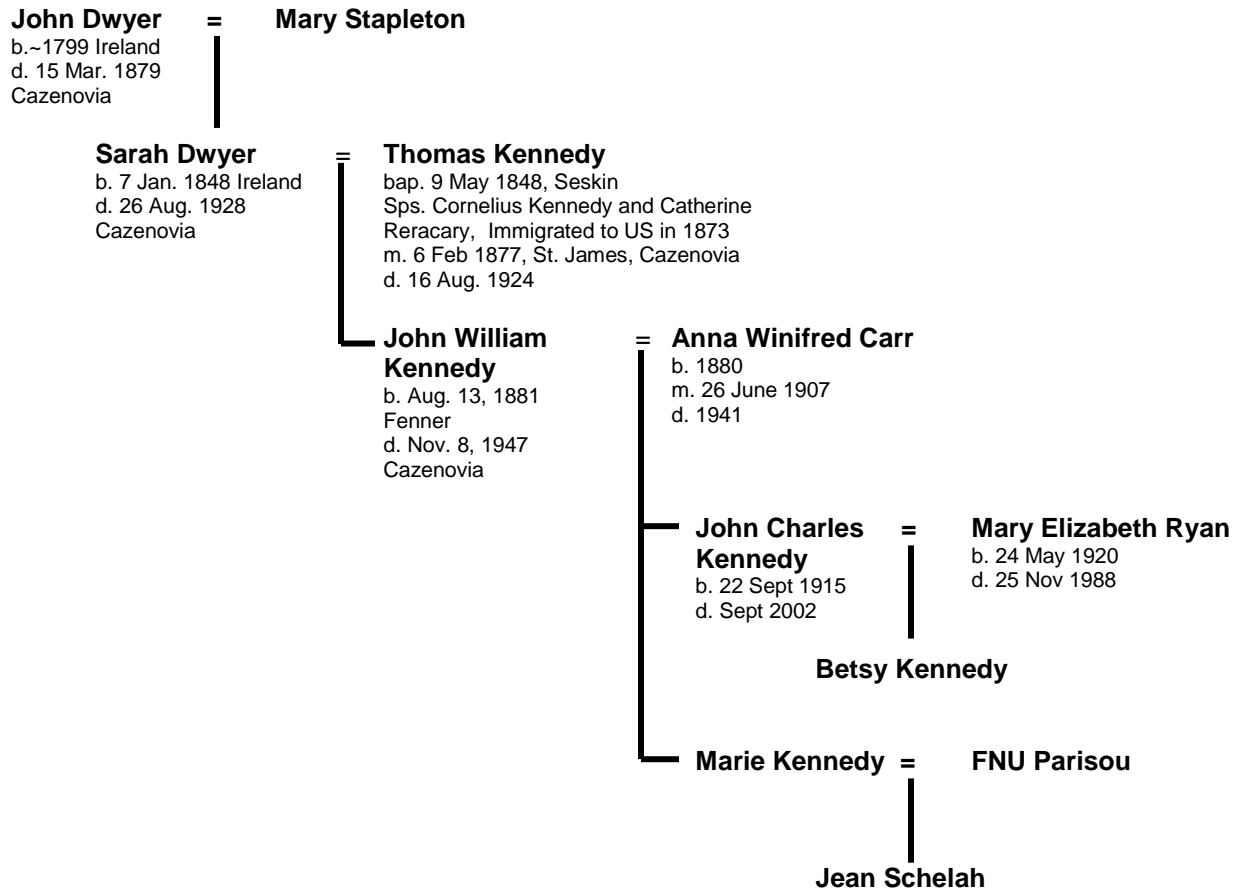 John Dwyer = Mary Stapleton
b.~1799 Ireland
d. 15 Mar. 1879
Cazenovia
Sarah Dwyer = Thomas Kennedy
b. 7 Jan. 1848 Ireland
d. 26 Aug. 1928
Cazenovia
bap. 9 May 1848, Seskin
Sps. Cornelius Kennedy and Catherine
Reracary, Immigrated to US in 1873
m. 6 Feb 1877, St. James, Cazenovia
d. 16 Aug. 1924
John William
Kennedy
b. Aug. 13, 1881
Fenner
d. Nov. 8, 1947
Cazenovia
= Anna Winifred Carr
b. 1880
m. 26 June 1907
d. 1941
John Charles
Kennedy
b. 22 Sept 1915
d. Sept 2002
= Mary Elizabeth Ryan
b. 24 May 1920
d. 25 Nov 1988
Betsy Kennedy
Marie Kennedy = FNU Parisou
Jean Schelah